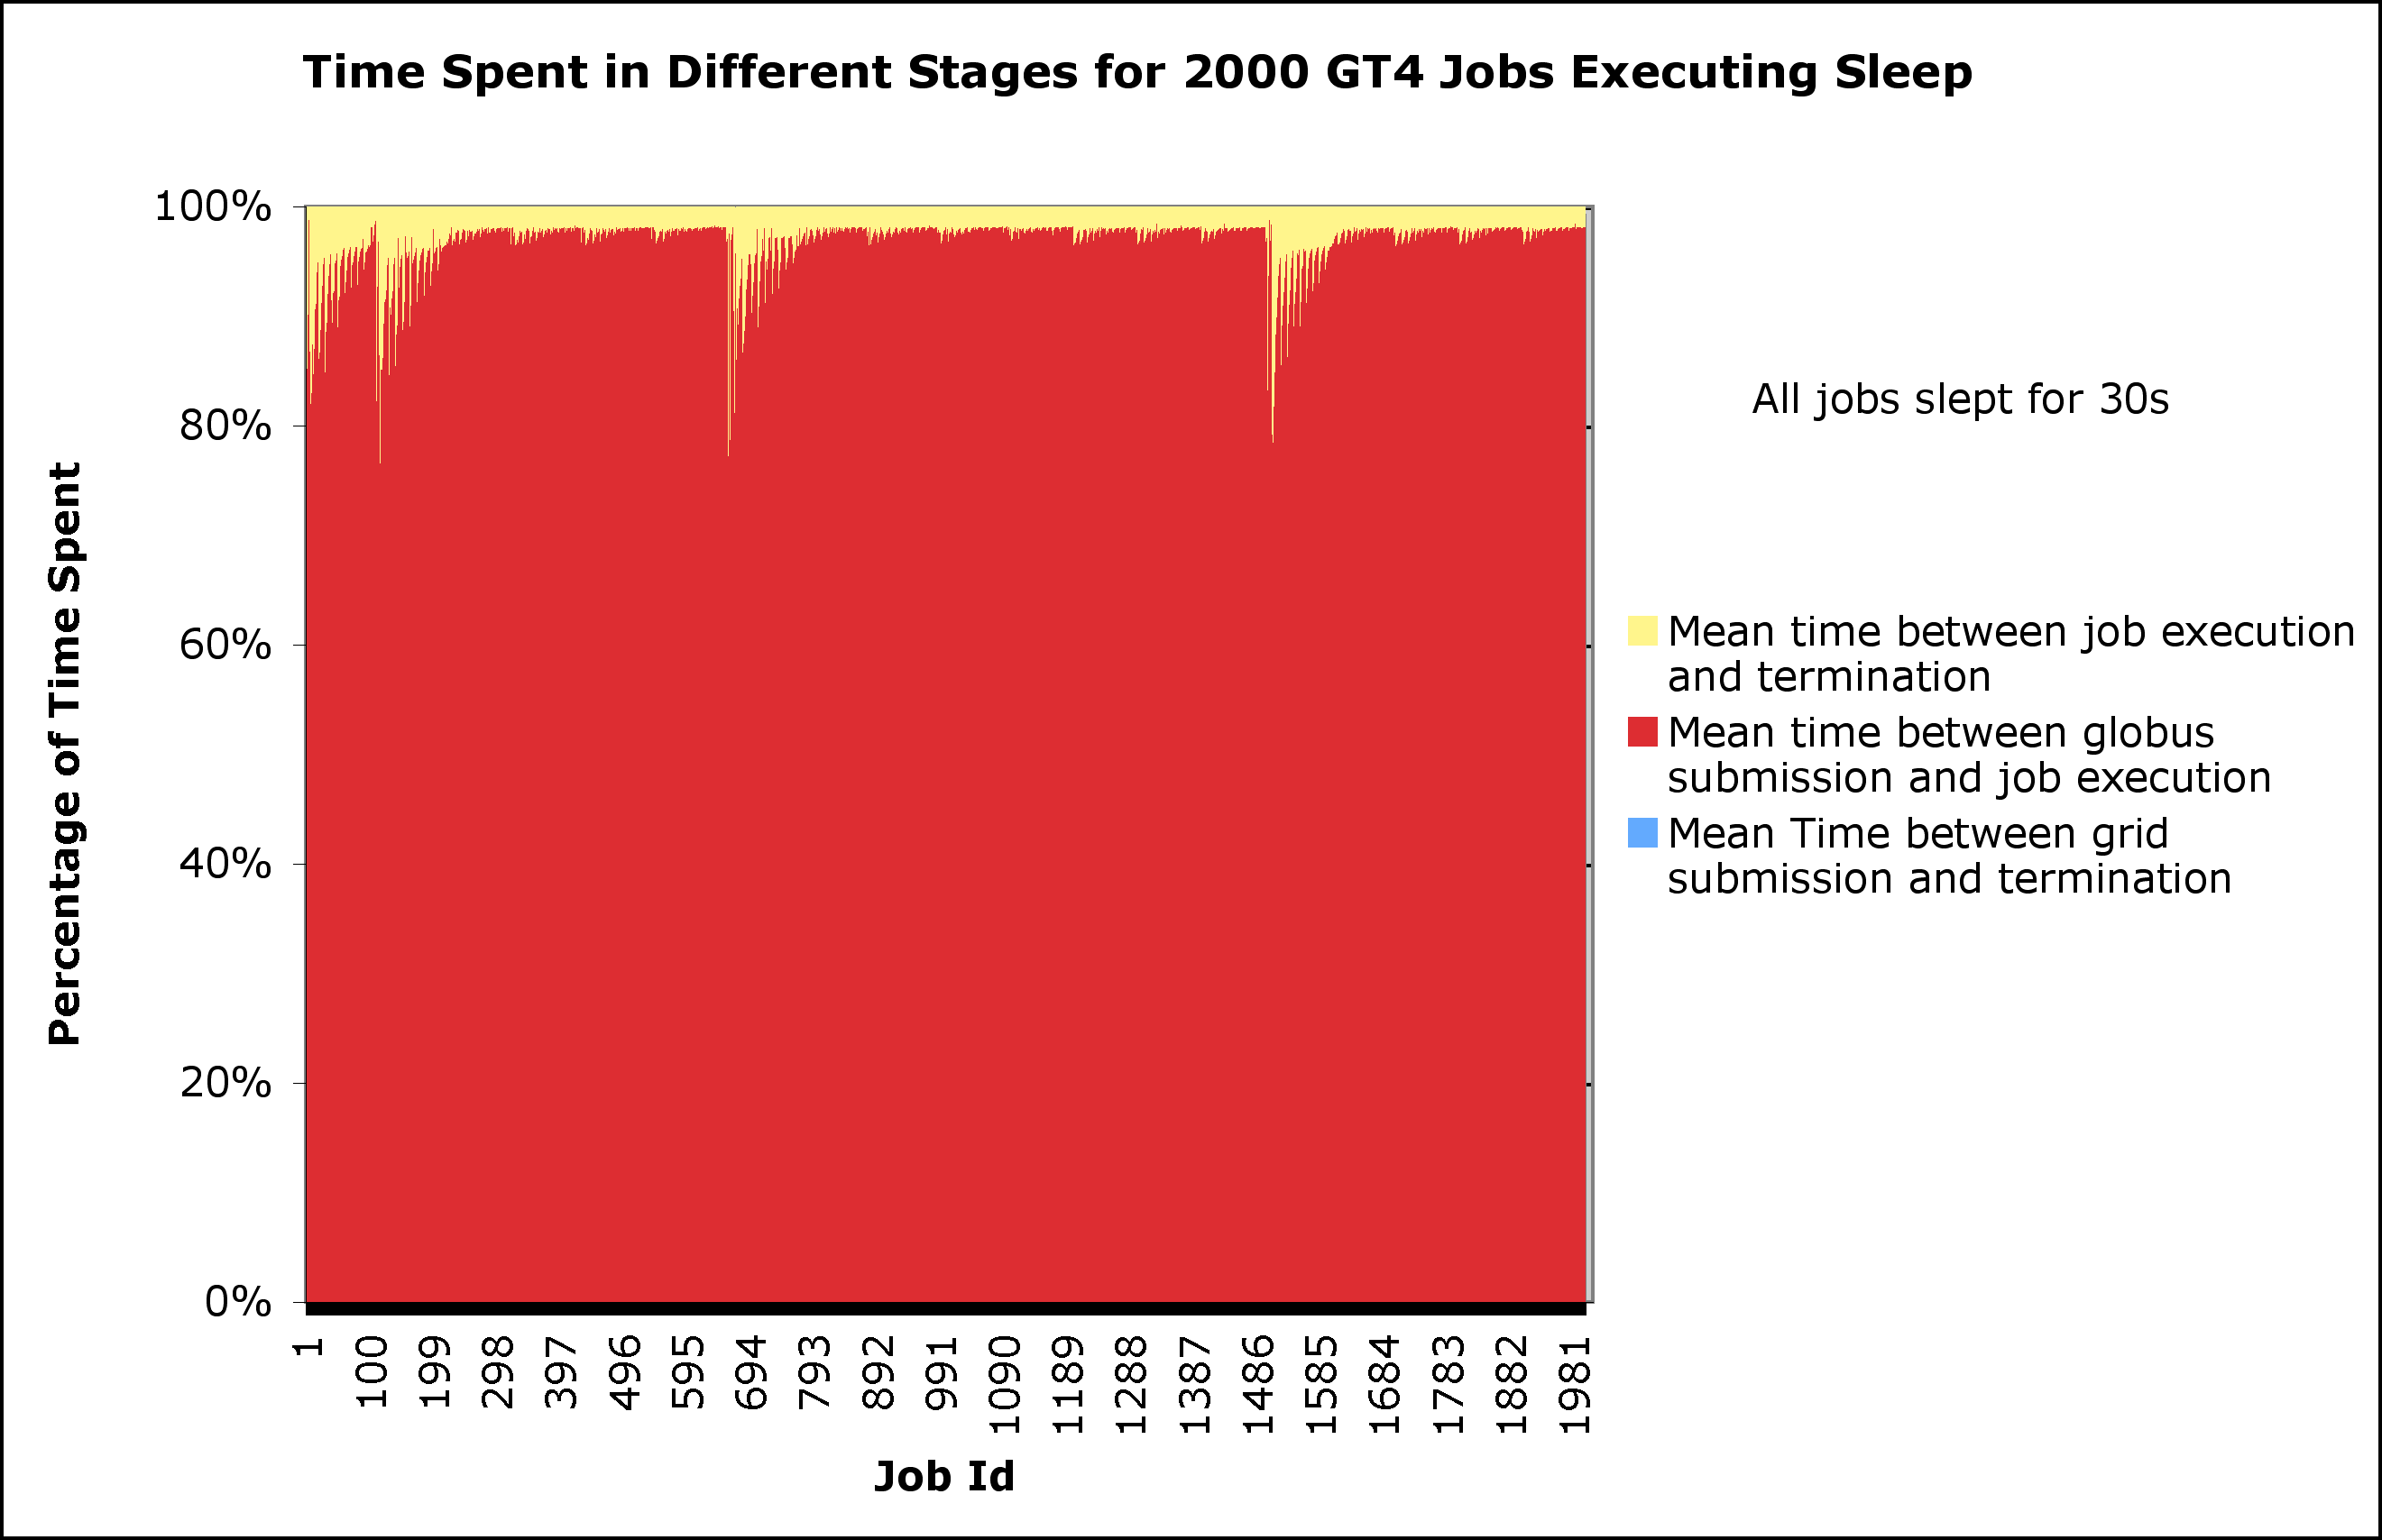 Time Spent in Different Stages for 2000 GT4 Jobs Executing Sleep
Percentage of Time Spent
100%
80%
60%
40%
20%
0%
1
100
199
298
397
496
595
694
793
892
991
1090
1189
1288
1387
1486
1585
1684
1783
1882
1981
Job Id
All jobs slept for 30s
Mean time between job execution
and termination
Mean time between globus
submission and job execution
Mean Time between grid
submission and termination